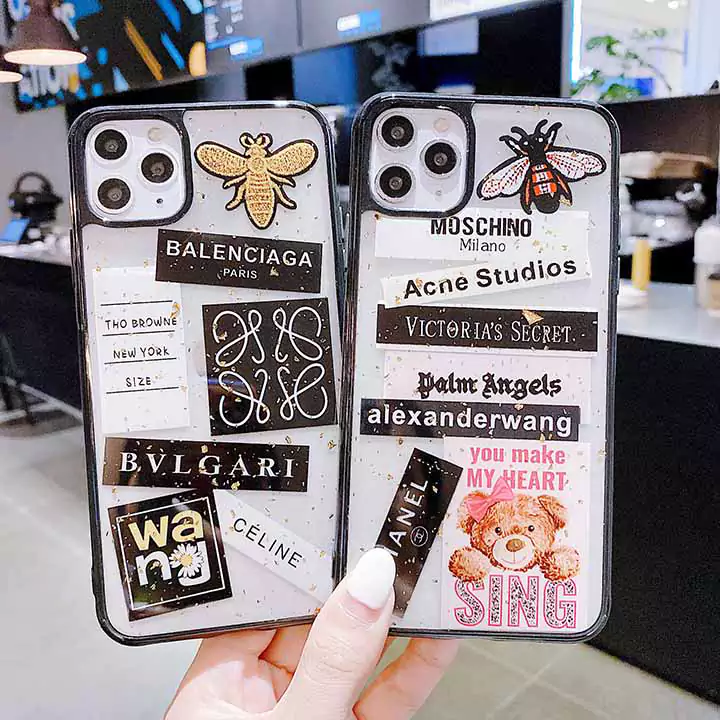 BALENCIAGA
PARIS
THO BROWNE
NEW YORK
SIZE
BVLGARI
wa
ng
CÉLINE
MOSCHINO
Milano
Acne Studios
VICTORIA'S SECRET
Palm Angels
alexanderwang
you make
MY HEART
SING
HANEL